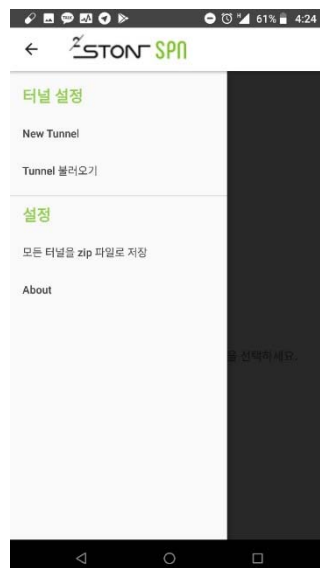 61% 4:24
STON SPN
터널 설정
New Tunnel
Tunnel 불러오기
설정
모든 터널을 zip 파일로 저장
About
을 선택하세요.